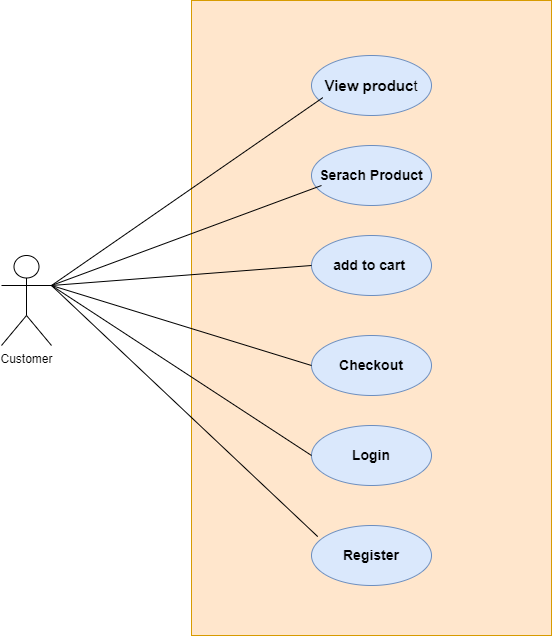 View product
Serach Product
add to cart
Checkout
Customer
Login
Register